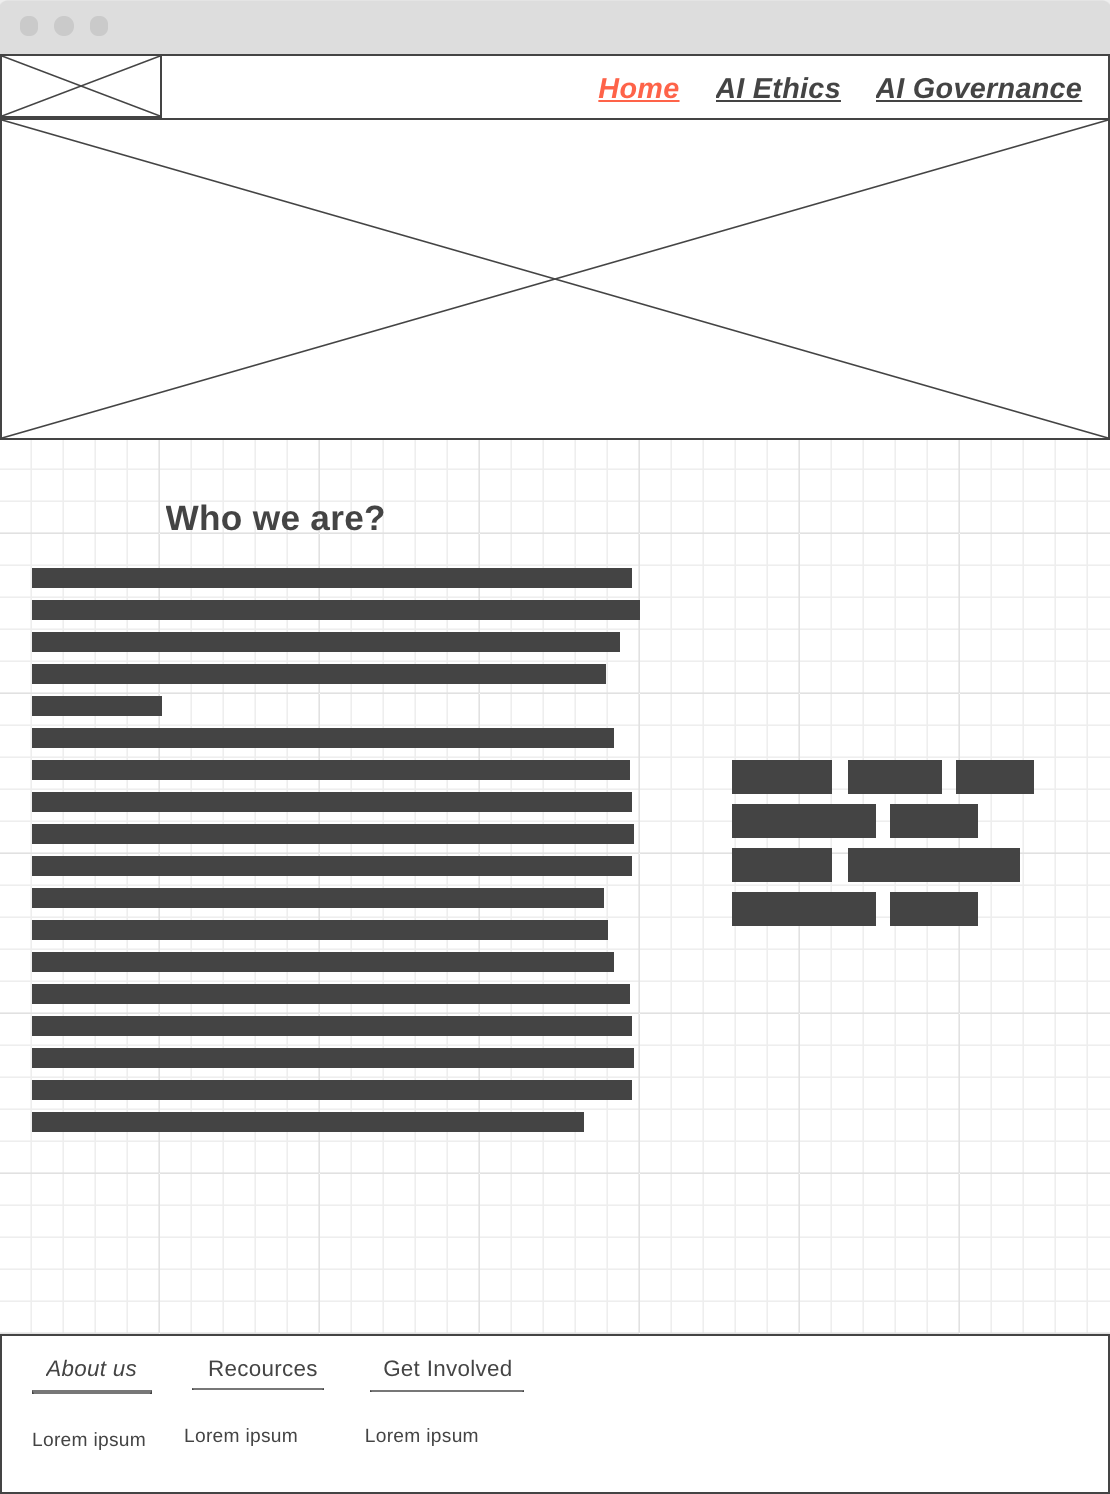 Home AI Ethics AI Governance
Who we are?
About us Recources Get Involved
Lorem ipsum Lorem ipsum Lorem ipsum